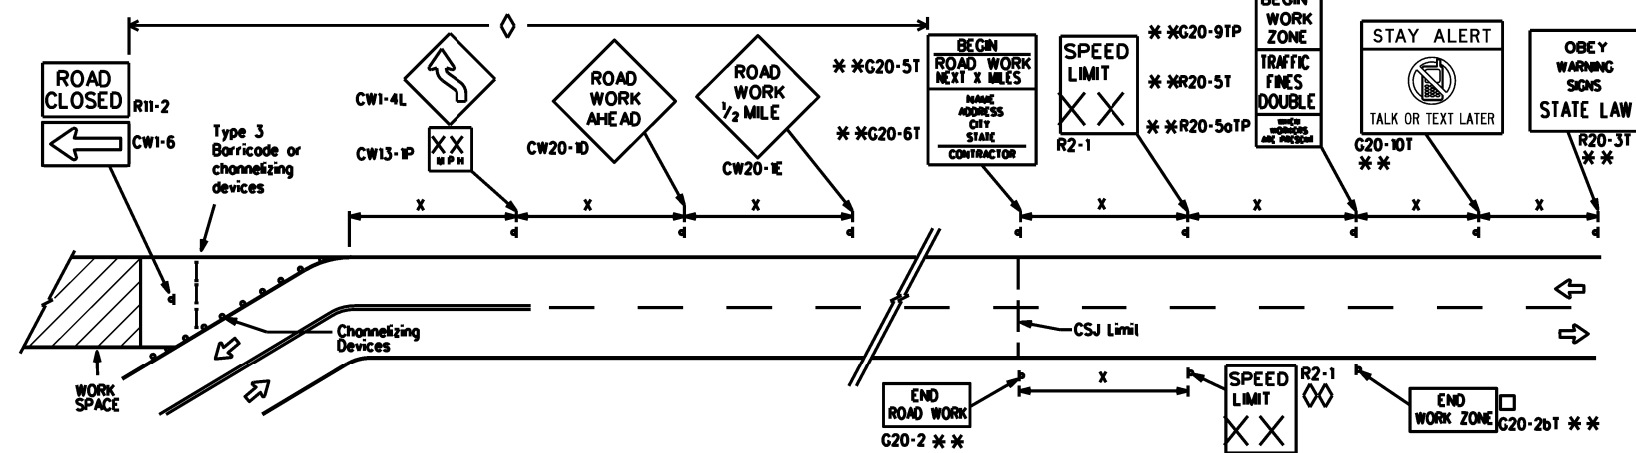 ROAD
CLOSED
R11-2
CW1-6
Type 3
Barricade or
channelizing
devices
CW1-4L
XX
MPH
CW13-1P
ROAD
WORK
AHEAD
CW20-1D
ROAD
WORK
1/2 MILE
CW20-1E
* *G20-5T
* *G20-6T
BEGIN
ROAD WORK
NEXT X MILES
NAME
ADDRESS
CITY
STATE
CONTRACTOR
SPEED
LIMIT
X X
R2-1
* *G20-9TP
* *R20-5T
* *R20-5aTP
BEGIN
WORK
ZONE
TRAFFIC
FINES
DOUBLE
WHEN
WORKERS
ARE PRESENT
STAY ALERT
TALK OR TEXT LATER
G20-10T
* *
OBEY
WARNING
SIGNS
STATE LAW
R20-3T
* *
X
X
X
X
X
X
X
Channelizing
Devices
WORK
SPACE
CSJ Limit
END
ROAD WORK
G20-2 * *
X
SPEED
LIMIT
X X
R2-1
END
WORK ZONE
G20-2bT * *